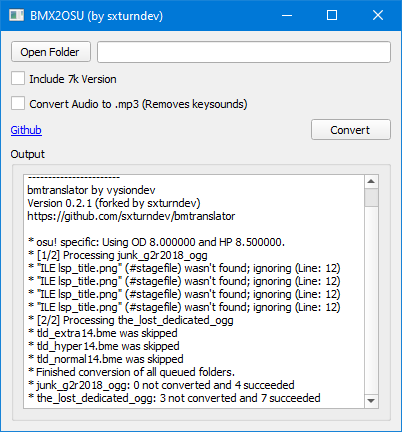 BMX2OSU (by sxturndev)
Open Folder
Include 7k Version
Convert Audio to .mp3 (Removes keysounds)
Github
Convert
Output
-----------------------
bmtranslator by vysiondev
Version 0.2.1 (forked by sxturndev)
https://github.com/sxturndev/bmtranslator
* osu! specific: Using OD 8.000000 and HP 8.500000.
* [1/2] Processing junk_g2r2018_ogg
* "ILE lsp_title.png" (#stagefile) wasn't found; ignoring (Line: 12)
* "ILE lsp_title.png" (#stagefile) wasn't found; ignoring (Line: 12)
* "ILE lsp_title.png" (#stagefile) wasn't found; ignoring (Line: 12)
* "ILE lsp_title.png" (#stagefile) wasn't found; ignoring (Line: 12)
* [2/2] Processing the_lost_dedicated_ogg
* tld_extra14.bme was skipped
* tld_hyper14.bme was skipped
* tld_normal14.bme was skipped
* Finished conversion of all queued folders.
* junk_g2r2018_ogg: 0 not converted and 4 succeeded
* the_lost_dedicated_ogg: 3 not converted and 7 succeeded